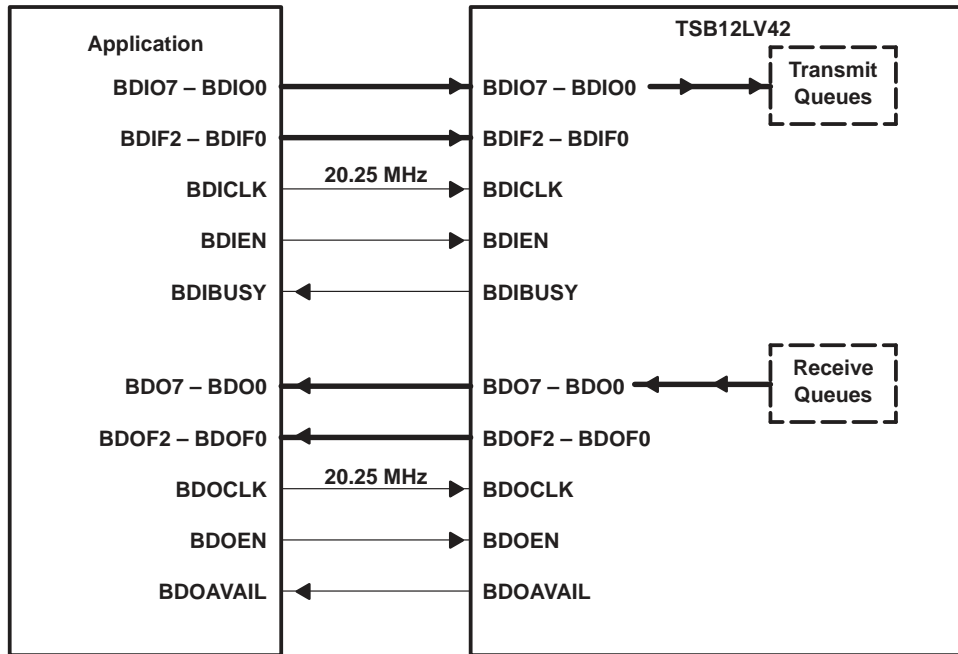 TSB12LV42
Application
Transmit
Queues
BDIO7 – BDIO0
BDIO7 – BDIO0
BDIF2 – BDIF0
BDIF2 – BDIF0
BDICLK
20.25 MHz
BDICLK
BDIEN
BDIEN
BDIBUSY
BDIBUSY
Receive
Queues
BDO7 – BDO0
BDO7 – BDO0
BDOF2 – BDOF0
BDOF2 – BDOF0
BDOCLK
20.25 MHz
BDOCLK
BDOEN
BDOEN
BDOAVAIL
BDOAVAIL